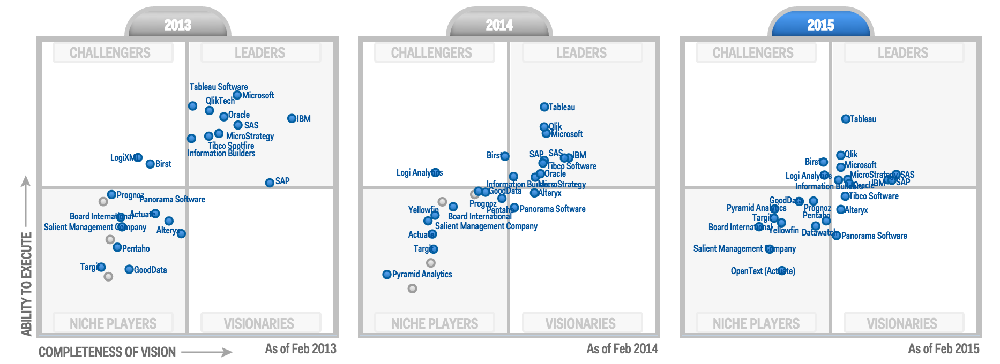 2013
CHALLENGERS
LEADERS
Tableau Software
Microsoft
QlikTech
Oracle
IBM
SAS
MicroStrategy
Tibco Spotfire
Information Builders
LogiXML
Birst
SAP
Prognoz
Panorama Software
Actuate
Board International
Salient Management Company
Alteryx
Pentaho
Targit
GoodData
NICHE PLAYERS
VISIONARIES
As of Feb 2013
ABILITY TO EXECUTE
COMPLETENESS OF VISION
2014
CHALLENGERS
LEADERS
Tableau
Qlik
Microsoft
Birst
SAP
SAS
IBM
Tibco Software
Logi Analytics
Oracle
Information Builders
MicroStrategy
GoodData
Alteryx
Prognoz
Pentaho
Panorama Software
Yellowfin
Board International
Salient Management Company
Actuate
Targit
Pyramid Analytics
NICHE PLAYERS
VISIONARIES
As of Feb 2014
2015
CHALLENGERS
LEADERS
Tableau
Qlik
Birst
Microsoft
Logi Analytics
MicroStrategy
SAS
Information Builders
Oracle
IBM
SAP
Tibco Software
GoodData
Pyramid Analytics
Prognoz
Alteryx
Targit
Pentaho
Board International
Yellowfin
Datawatch
Panorama Software
Salient Management Company
OpenText (Actuate)
NICHE PLAYERS
VISIONARIES
As of Feb 2015